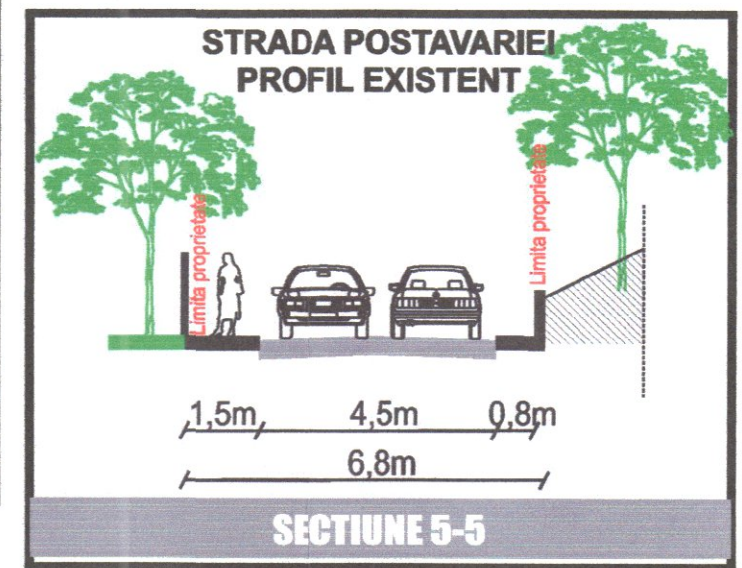 STRADA POSTAVARIEI
PROFIL EXISTENT
Limita proprietate
Limita proprietate
1,5m 4,5m 0,8m
6,8m
SECTIUNE 5-5